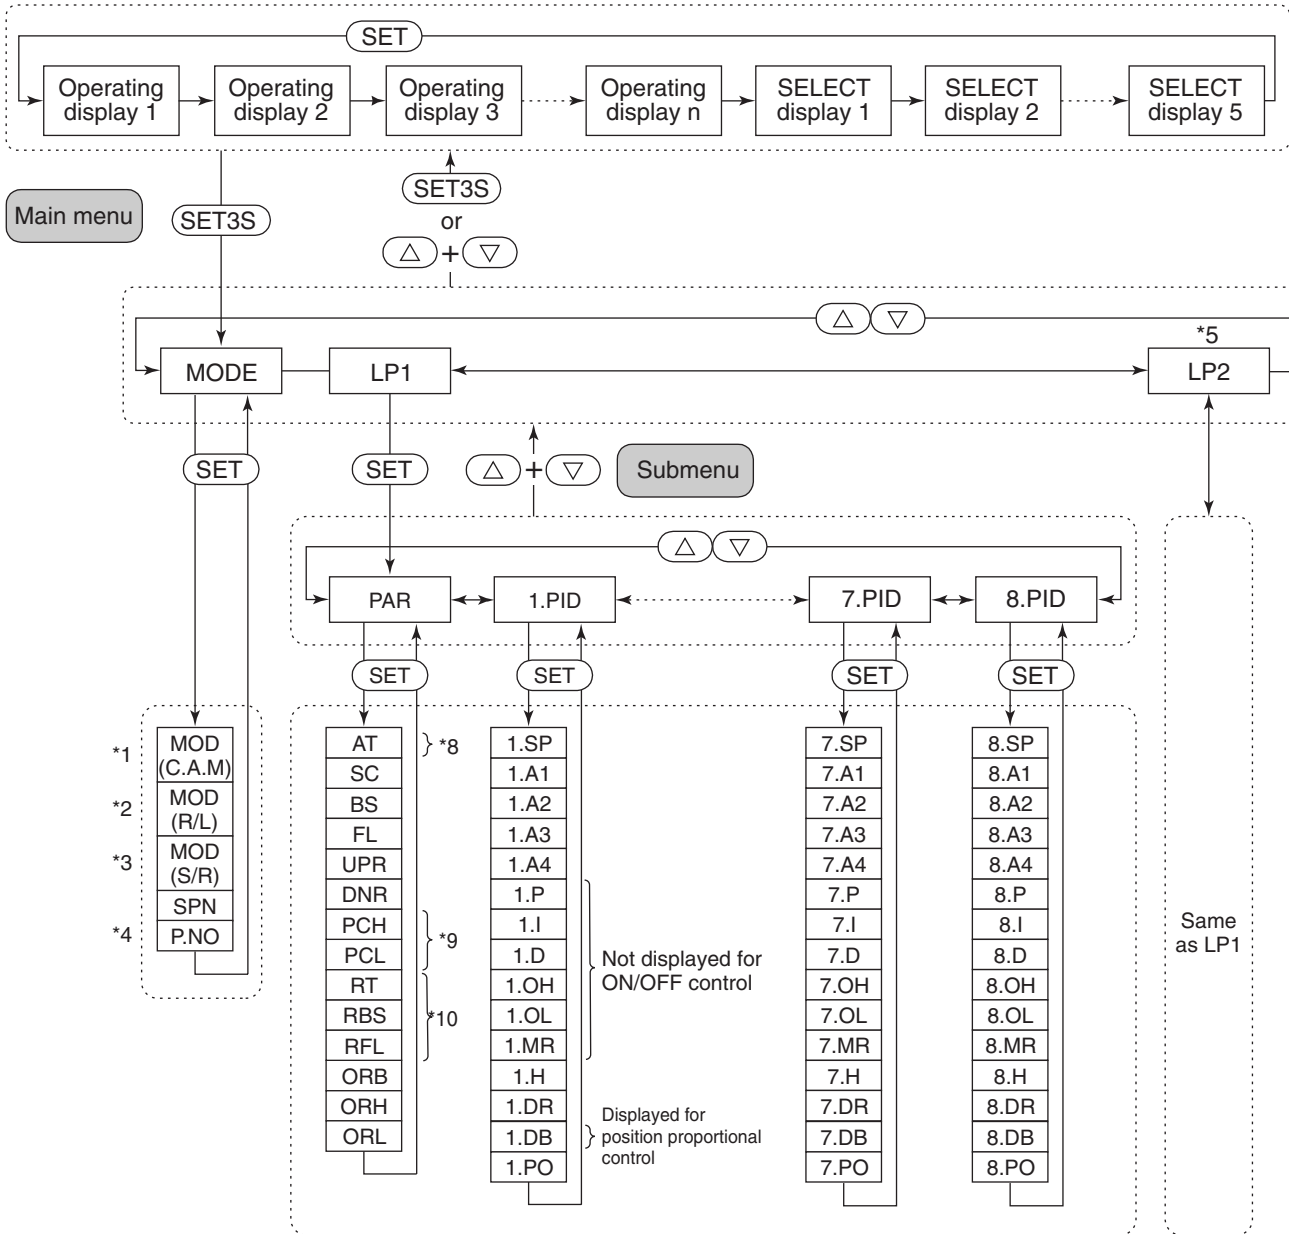 SET
Operating
display 1
Operating
display 2
Operating
display 3
Operating
display n
SELECT
display 1
SELECT
display 2
SELECT
display 5
Main menu
SET3S
SET3S
or
△ + ▽
△ ▽
*5
MODE
LP1
LP2
SET
SET
△ + ▽
Submenu
△ ▽
PAR
1.PID
7.PID
8.PID
SET
SET
SET
SET
*1
MOD
(C.A.M)
*2
MOD
(R/L)
*3
MOD
(S/R)
SPN
*4
P.NO
AT
*8
SC
BS
FL
UPR
DNR
PCH
*9
PCL
RT
RBS
*10
RFL
ORB
ORH
ORL
1.SP
1.A1
1.A2
1.A3
1.A4
1.P
1.I
1.D
1.OH
1.OL
1.MR
1.H
1.DR
1.DB
1.PO
Not displayed for
ON/OFF control
Displayed for
position proportional
control
7.SP
7.A1
7.A2
7.A3
7.A4
7.P
7.I
7.D
7.OH
7.OL
7.MR
7.H
7.DR
7.DB
7.PO
8.SP
8.A1
8.A2
8.A3
8.A4
8.P
8.I
8.D
8.OH
8.OL
8.MR
8.H
8.DR
8.DB
8.PO
Same
as LP1